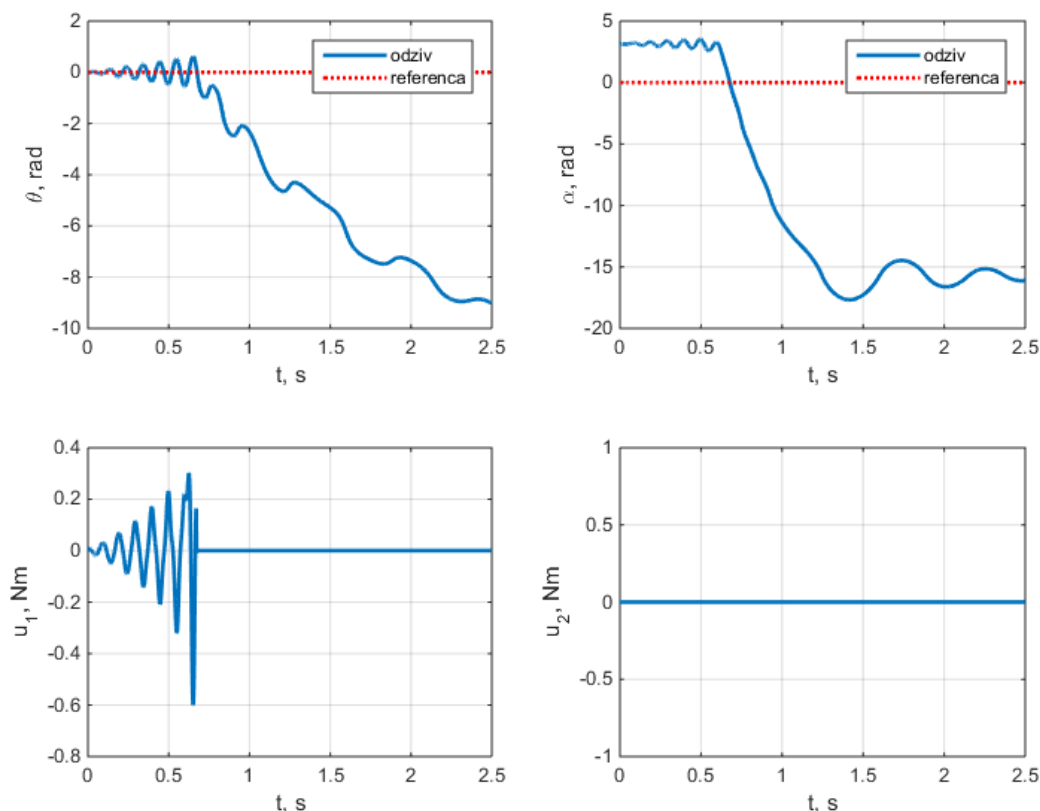 2
0
-2
-4
-6
-8
-10
0 0.5 1 1.5 2 2.5
θ, rad
t, s
odziv
referenca
5
0
-5
-10
-15
-20
0 0.5 1 1.5 2 2.5
α, rad
t, s
odziv
referenca
0.4
0.2
0
-0.2
-0.4
-0.6
-0.8
0 0.5 1 1.5 2 2.5
u₁, Nm
t, s
1
0.5
0
-0.5
-1
0 0.5 1 1.5 2 2.5
u₂, Nm
t, s